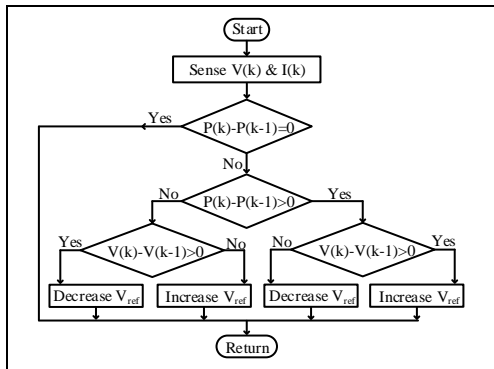 Start
Sense V(k) & I(k)
Yes
P(k)-P(k-1)=0
No
No
P(k)-P(k-1)>0
Yes
Yes
V(k)-V(k-1)>0
No
No
V(k)-V(k-1)>0
Yes
Decrease Vref
Increase Vref
Decrease Vref
Increase Vref
Return